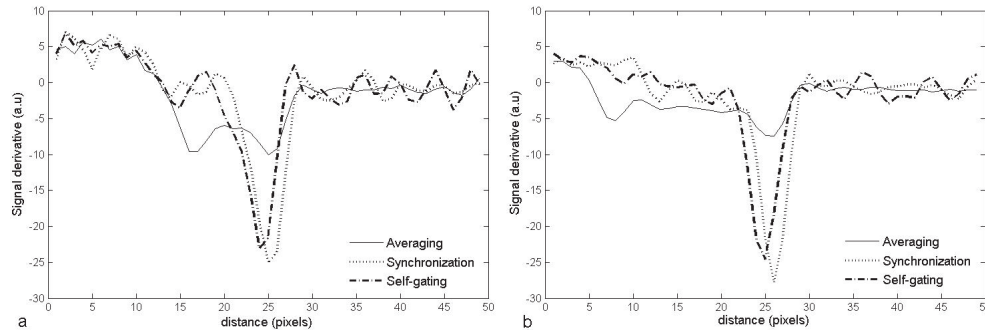 10
5
0
-5
-10
-15
-20
-25
-30
Signal derivative (a.u)
Averaging
Synchronization
Self-gating
0 5 10 15 20 25 30 35 40 45 50
distance (pixels)
a
10
5
0
-5
-10
-15
-20
-25
-30
Signal derivative (a.u)
Averaging
Synchronization
Self-gating
0 5 10 15 20 25 30 35 40 45 50
distance (pixels)
b